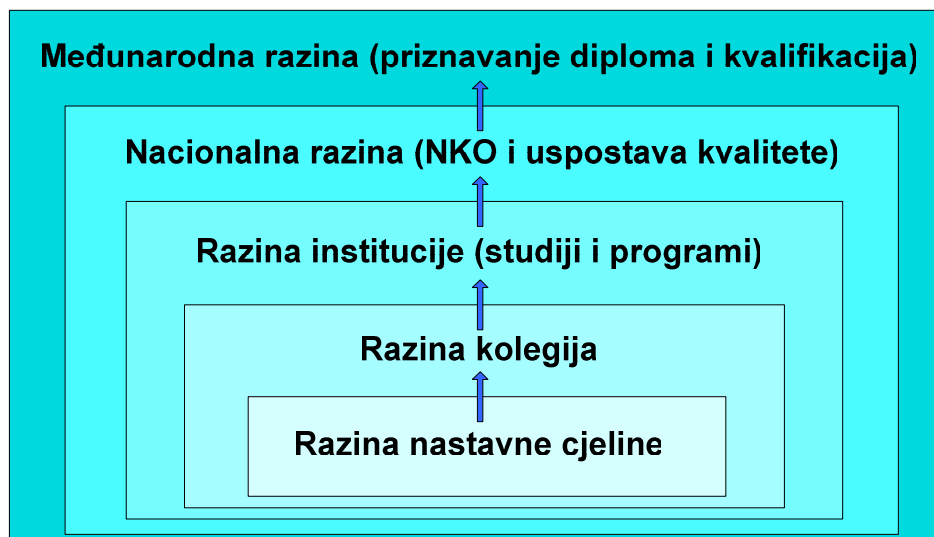 Međunarodna razina (priznavanje diploma i kvalifikacija)
Nacionalna razina (NKO i uspostava kvalitete)
Razina institucije (studiji i programi)
Razina kolegija
Razina nastavne cjeline